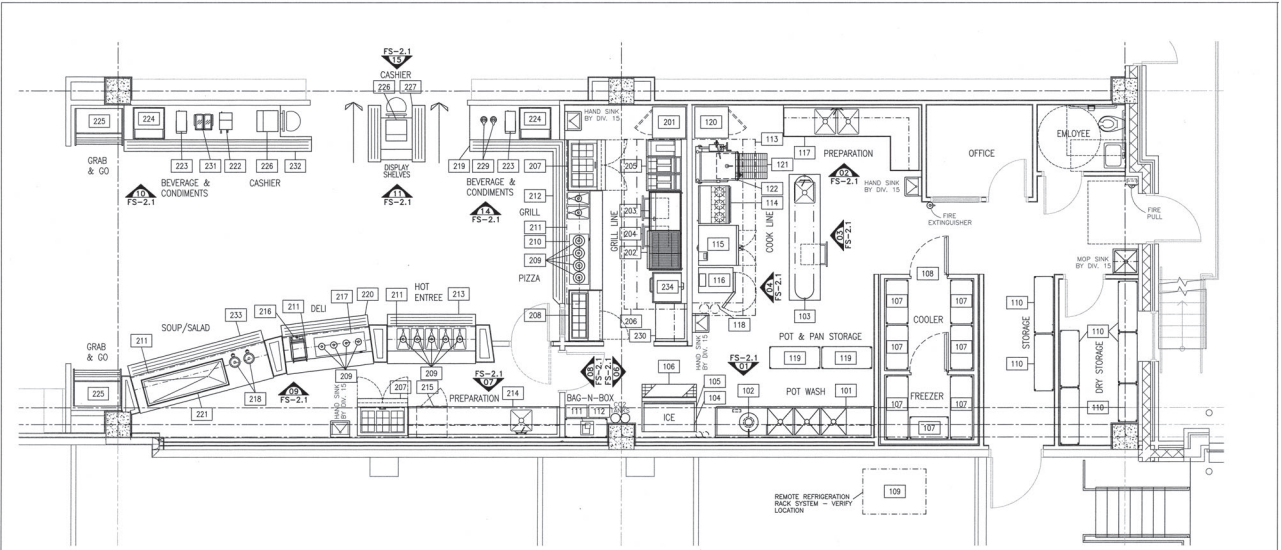 FS-2.1
15
CASHIER
226
227
225
224
223
231
222
226
232
GRAB
& GO
BEVERAGE &
CONDIMENTS
CASHIER
10
FS-2.1
DISPLAY
SHELVES
11
FS-2.1
219
229
223
224
207
BEVERAGE &
CONDIMENTS
14
FS-2.1
HAND SINK
BY DIV. 15
201
120
205
212
GRILL
211
210
209
PIZZA
208
GRILL LINE
203
204
202
234
206
230
113
121
122
114
115
116
118
COOK LINE
117
PREPARATION
02
FS-2.1
HAND SINK
BY DIV. 15
03
FS-2.1
04
FS-2.1
103
OFFICE
EMLOYEE
FIRE
EXTINGUISHER
FIRE
PULL
MOP SINK
BY DIV. 15
108
107
107
COOLER
107
107
107
107
FREEZER
107
STORAGE
110
110
DRY STORAGE
110
110
HOT
ENTREE
211
213
DELI
216
211
217
220
SOUP/SALAD
233
211
GRAB
& GO
225
221
218
09
FS-2.1
209
HAND SINK
BY DIV. 15
207
209
215
FS-2.1
07
PREPARATION
214
08
FS-2.1
FS-2.1
06
BAG-N-BOX
111
112
HAND SINK
BY DIV. 15
106
105
104
ICE
FS-2.1
01
POT & PAN STORAGE
119
119
102
POT WASH
101
REMOTE REFRIGERATION
RACK SYSTEM – VERIFY
LOCATION
109